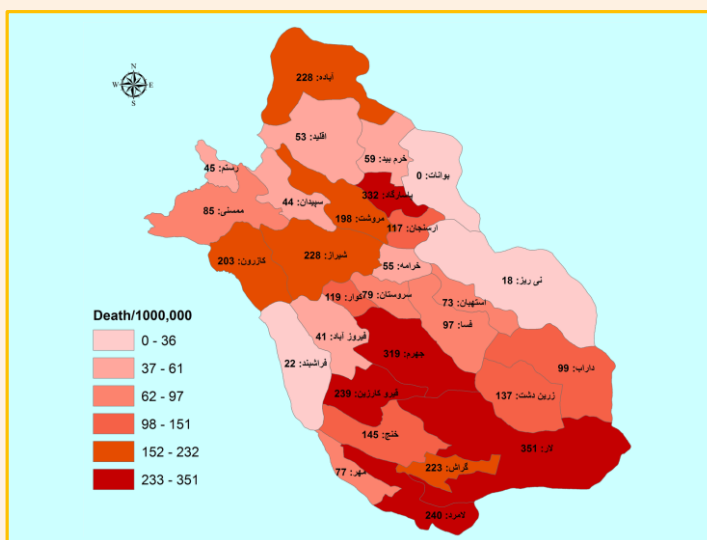 آباده: 228
N
W E
S
اقلید: 53
خرم بید: 59
بوانات: 0
رستم: 45
سپیدان: 44
پاسارگاد: 332
ممسنی: 85
مرودشت: 198
ارسنجان: 117
کازرون: 203
شیراز: 228
خرامه: 55
نی ریز: 18
کوار: 119
سروستان: 79
استهبان: 73
فسا: 97
Death/1000,000
0 - 36
37 - 61
62 - 97
98 - 151
152 - 232
233 - 351
فیروز آباد: 41
جهرم: 319
فراشبند: 22
داراب: 99
قیرو کارزین: 239
زرین دشت: 137
خنج: 145
لار: 351
گراش: 223
مهر: 77
لامرد: 240